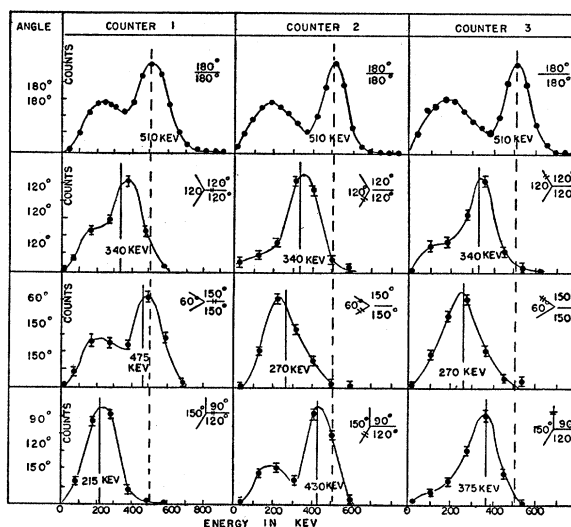 ANGLE COUNTER 1 COUNTER 2 COUNTER 3
180°
180°
COUNTS
180°
180°
510 KEV
180°
180°
510 KEV
180°
180°
510 KEV
120°
120°
120°
120 120°
120°
340 KEV
120 120°
120°
340 KEV
120 120°
120°
340 KEV
60°
150°
150°
COUNTS
60° 150°
150°
475
KEV
60 150°
150°
270 KEV
60 150
150
270 KEV
90°
120°
150°
COUNTS
150° 90°
120°
215 KEV
150° 90°
120°
430 KEV
150° 90°
120°
375 KEV
0 200 400 600 800 0 200 400 600 800 0 200 400 600 800
ENERGY IN KEV